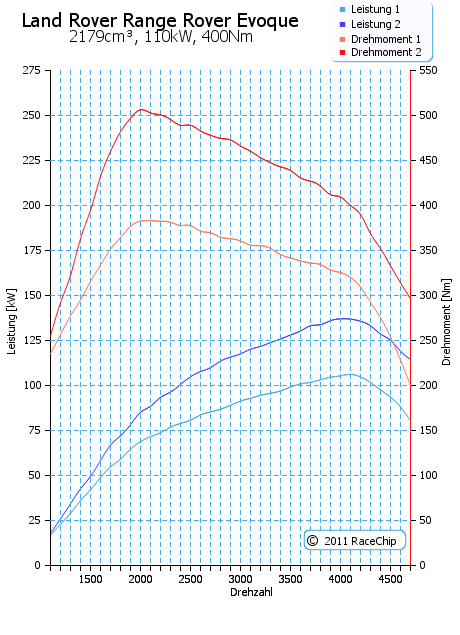 Land Rover Range Rover Evoque
2179cm³, 110kW, 400Nm
Leistung 1
Leistung 2
Drehmoment 1
Drehmoment 2
275
250
225
200
175
150
125
100
75
50
25
0
Leistung [kW]
550
500
450
400
350
300
250
200
150
100
50
0
Drehmoment [Nm]
1500 2000 2500 3000 3500 4000 4500
Drehzahl
© 2011 RaceChip